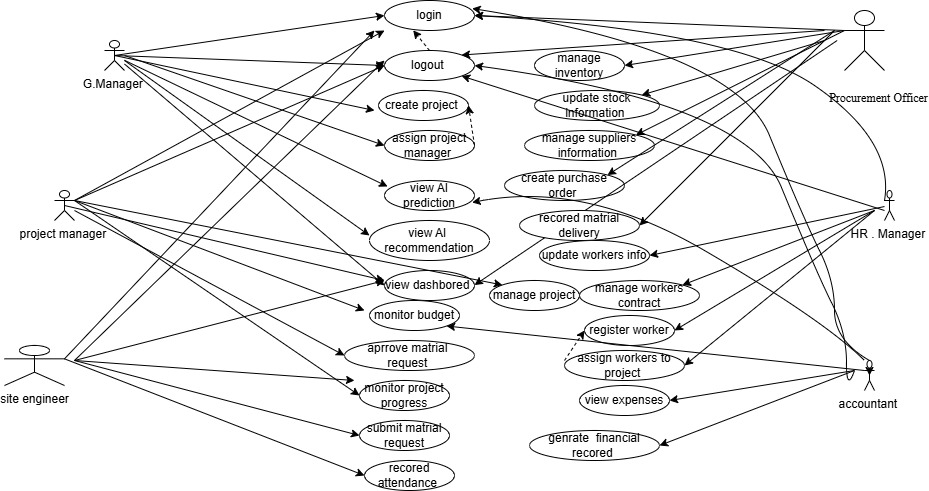 login
G.Manager
logout
manage
inventory
Procurement Officer
create project
update stock
information
assign project
manager
manage suppliers
information
view AI
prediction
create purchase
order
project manager
recored matrial
delivery
HR . Manager
view AI
recommendation
update workers info
view dashbored
manage project
manage workers
contract
monitor budget
register worker
aprrove matrial
request
assign workers to
project
site engineer
monitor project
progress
view expenses
accountant
submit matrial
request
genrate financial
recored
recored
attendance